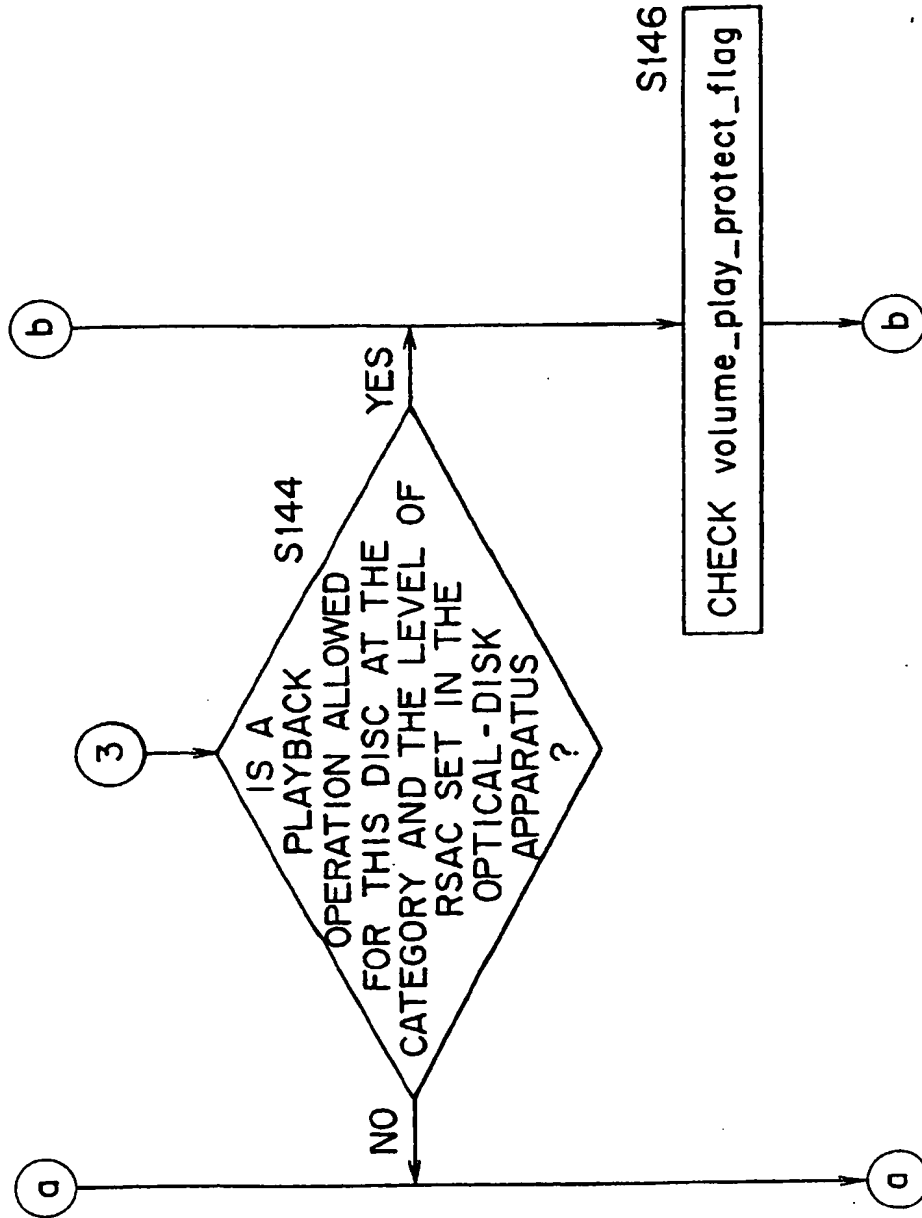 a
3
b
S144
IS A
PLAYBACK
OPERATION ALLOWED
FOR THIS DISC AT THE
CATEGORY AND THE LEVEL OF
RSAC SET IN THE
OPTICAL-DISK
APPARATUS
?
NO
YES
S146
CHECK volume_play_protect_flag
a
b